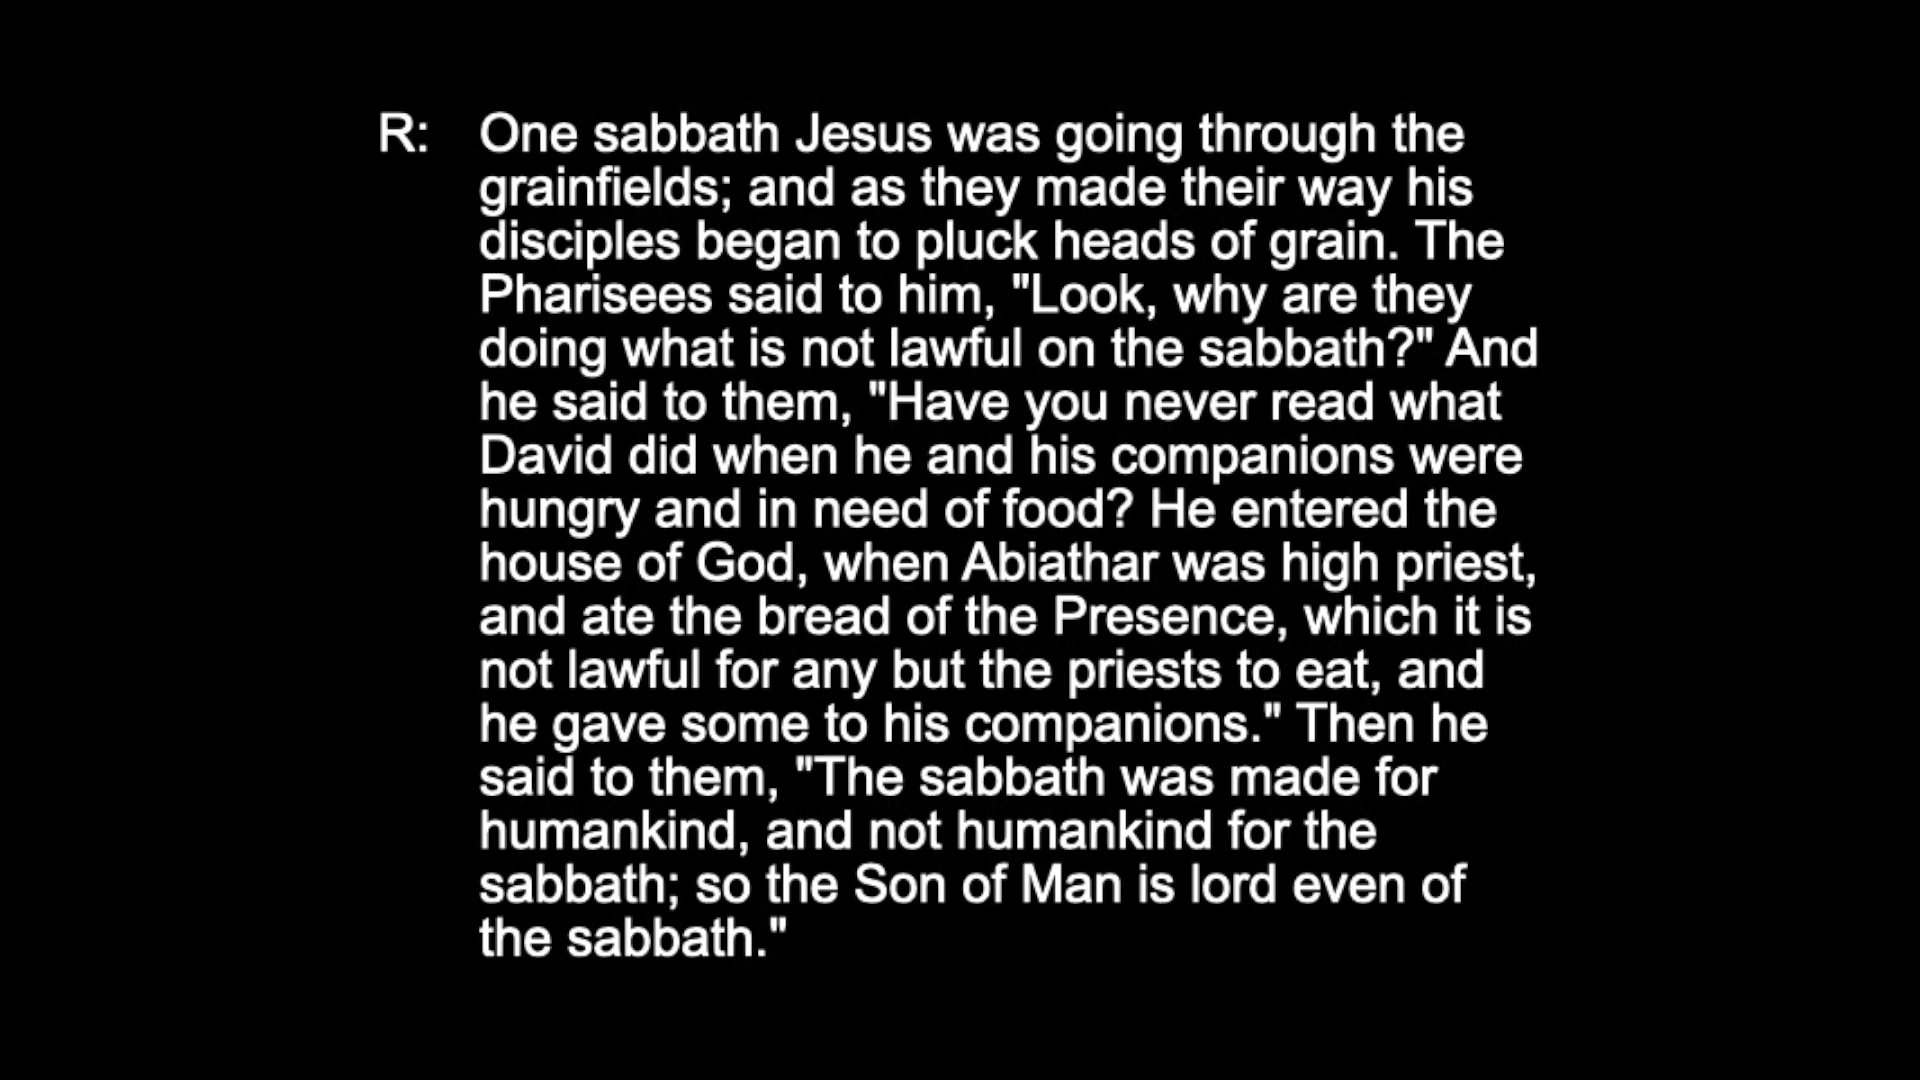 R: One sabbath Jesus was going through the
grainfields; and as they made their way his
disciples began to pluck heads of grain. The
Pharisees said to him, "Look, why are they
doing what is not lawful on the sabbath?" And
he said to them, "Have you never read what
David did when he and his companions were
hungry and in need of food? He entered the
house of God, when Abiathar was high priest,
and ate the bread of the Presence, which it is
not lawful for any but the priests to eat, and
he gave some to his companions." Then he
said to them, "The sabbath was made for
humankind, and not humankind for the
sabbath; so the Son of Man is lord even of
the sabbath."